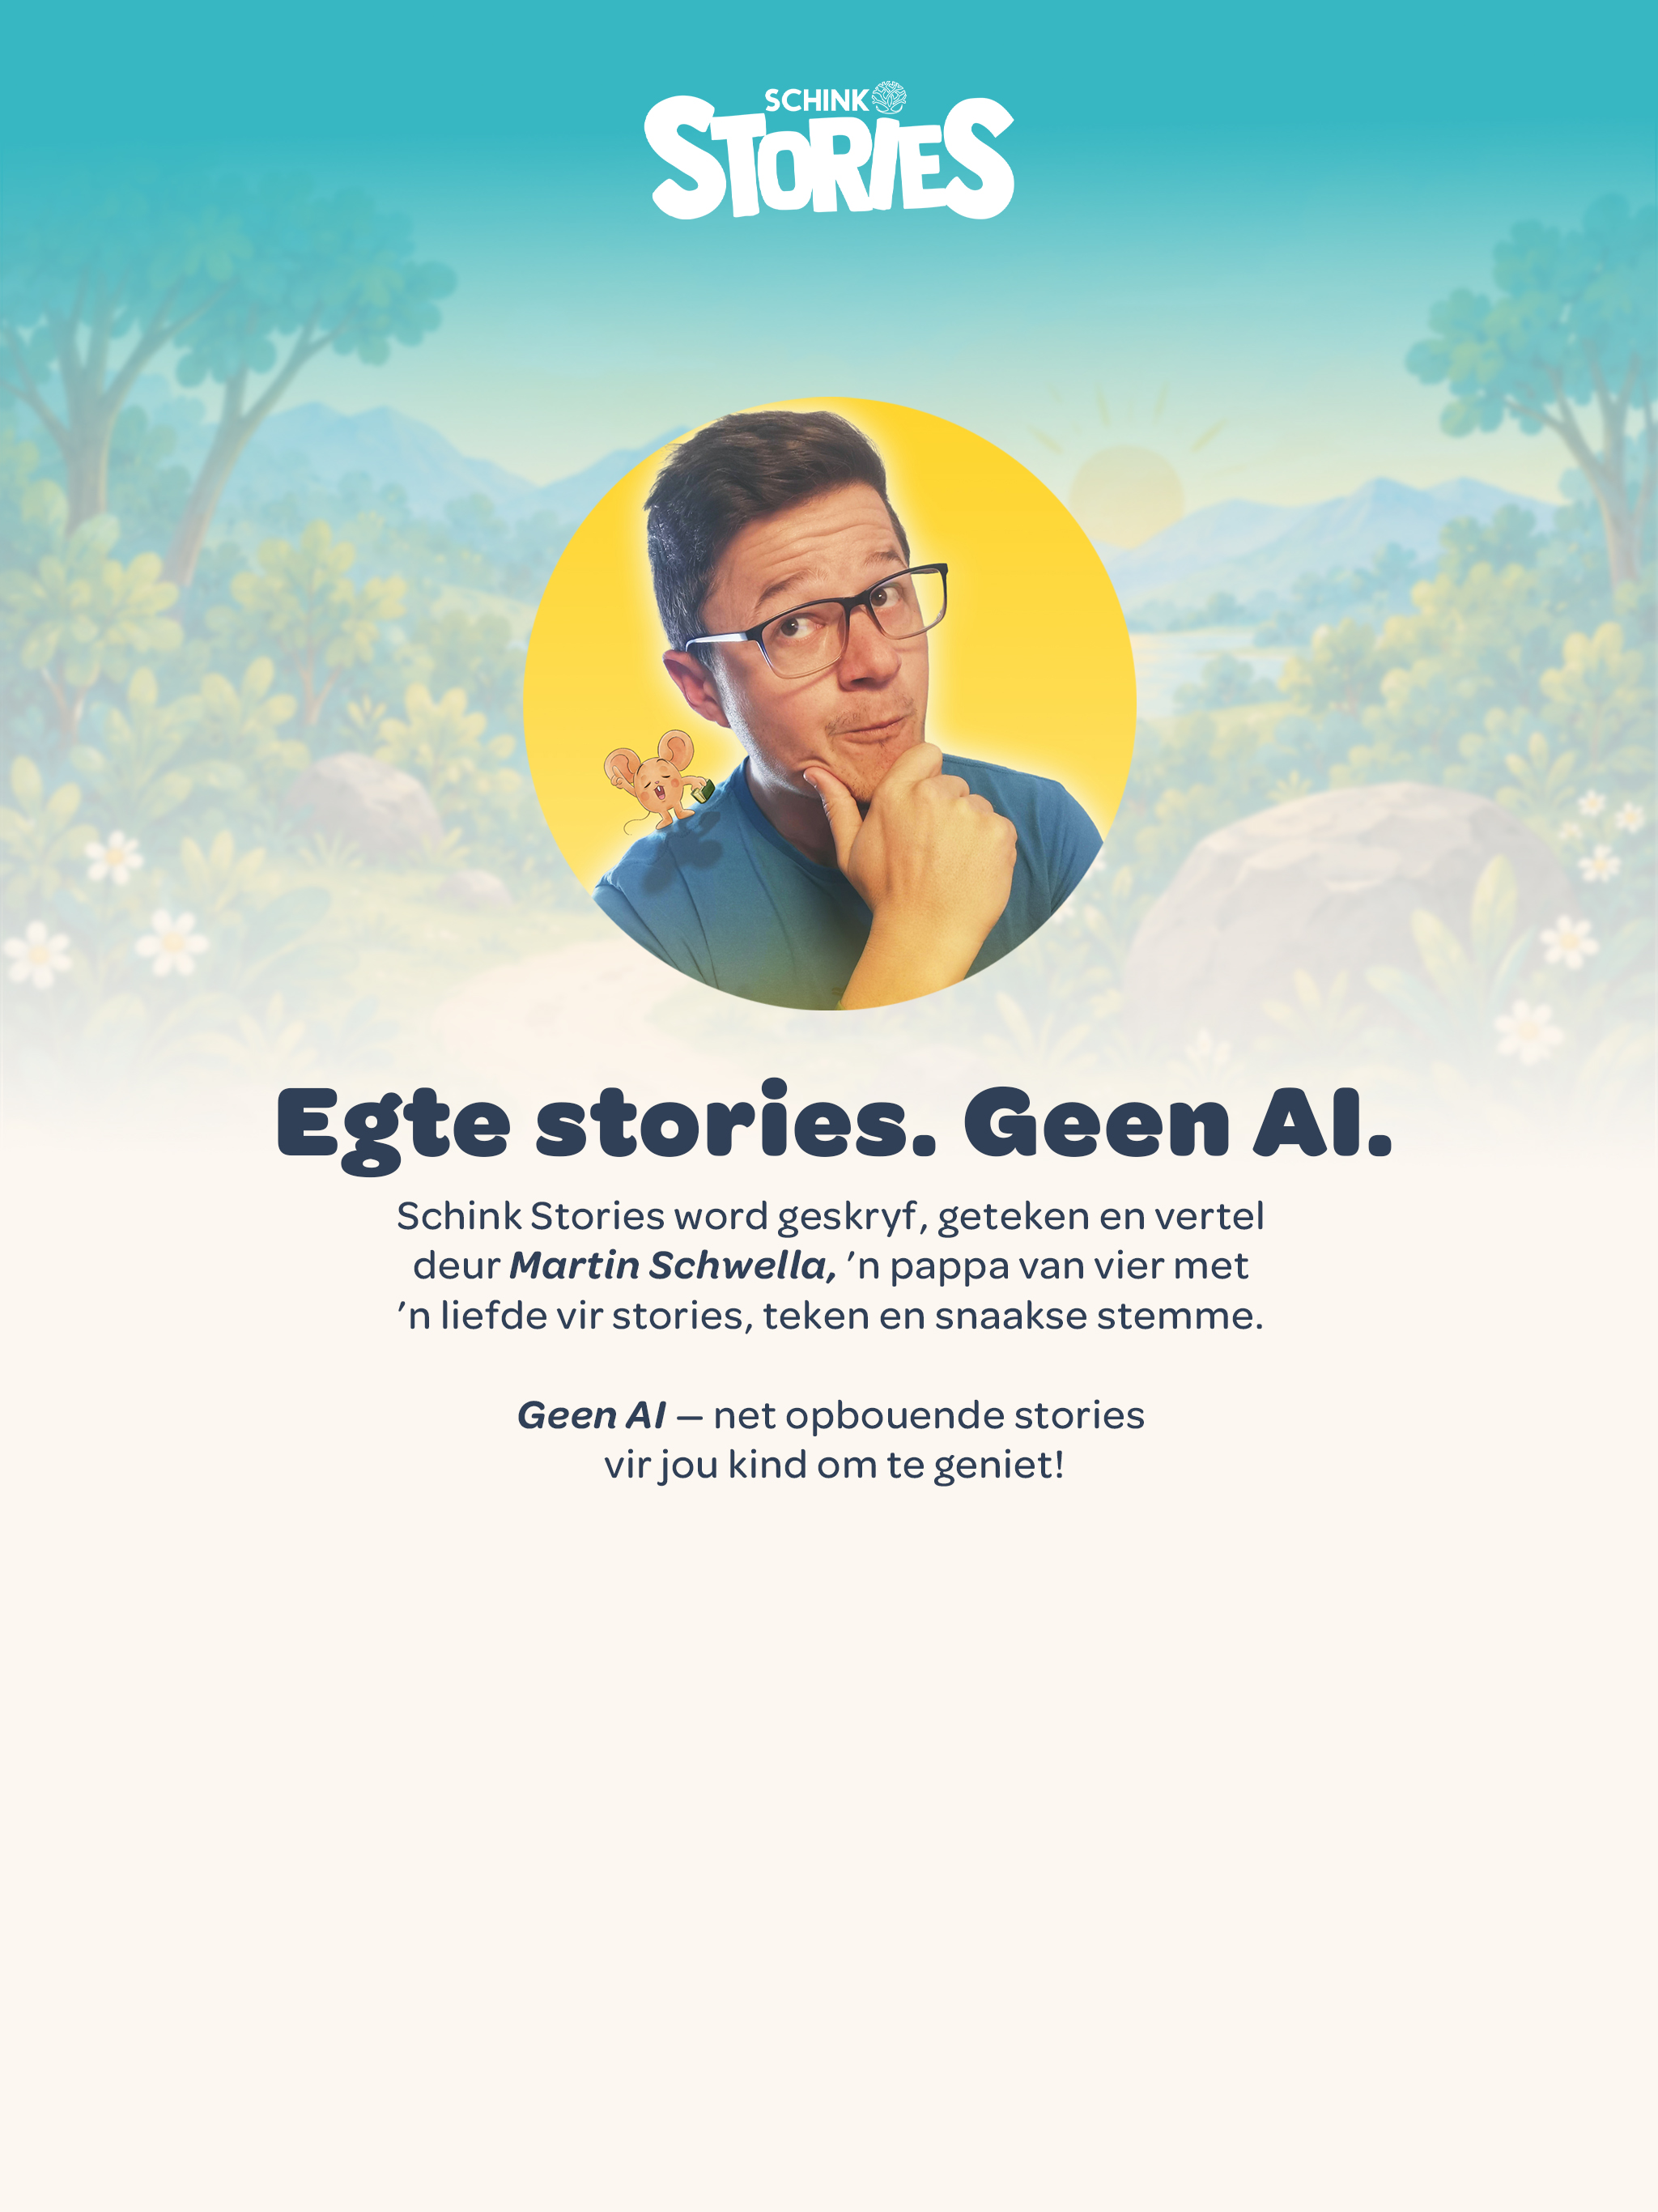 SCHINK
STORIES
Egte stories. Geen AI.
Schink Stories word geskryf, geteken en vertel
deur Martin Schwella, ’n pappa van vier met
’n liefde vir stories, teken en snaakse stemme.
Geen AI – net opbouende stories
vir jou kind om te geniet!